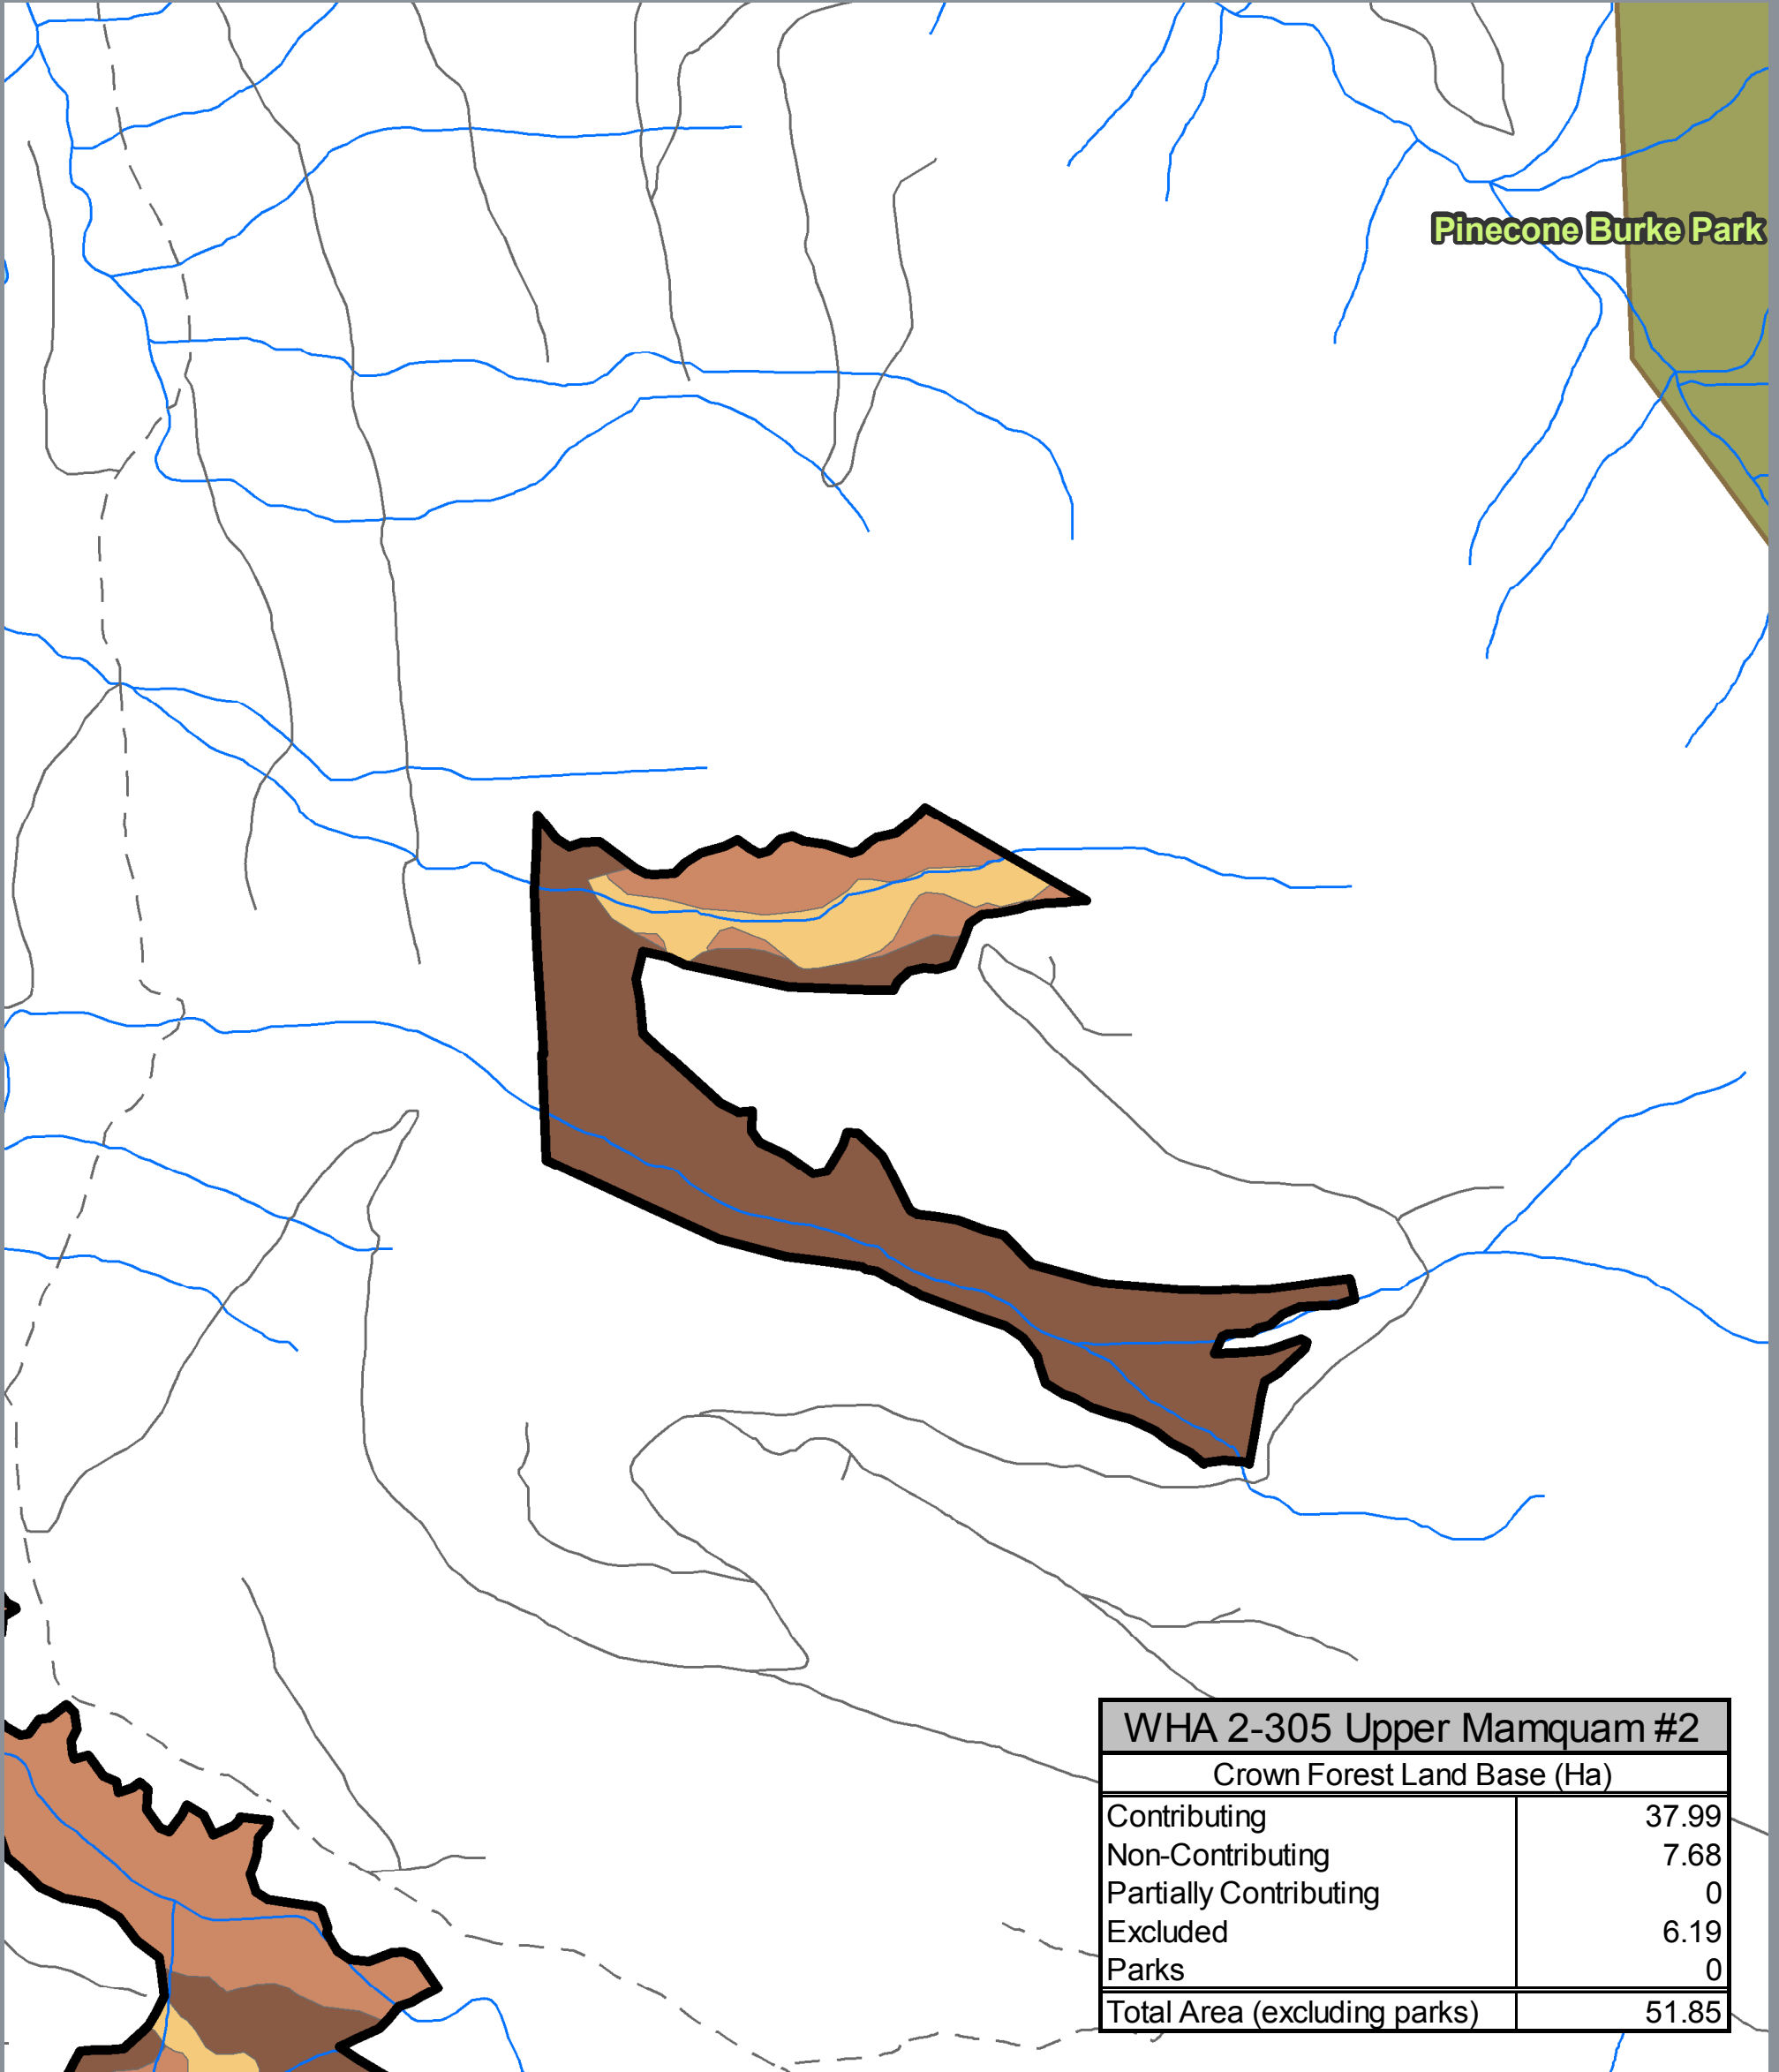 Pinecone Burke Park
WHA 2-305 Upper Mamquam #2
Crown Forest Land Base (Ha)
Contributing 37.99
Non-Contributing 7.68
Partially Contributing 0
Excluded 6.19
Parks 0
Total Area (excluding parks) 51.85